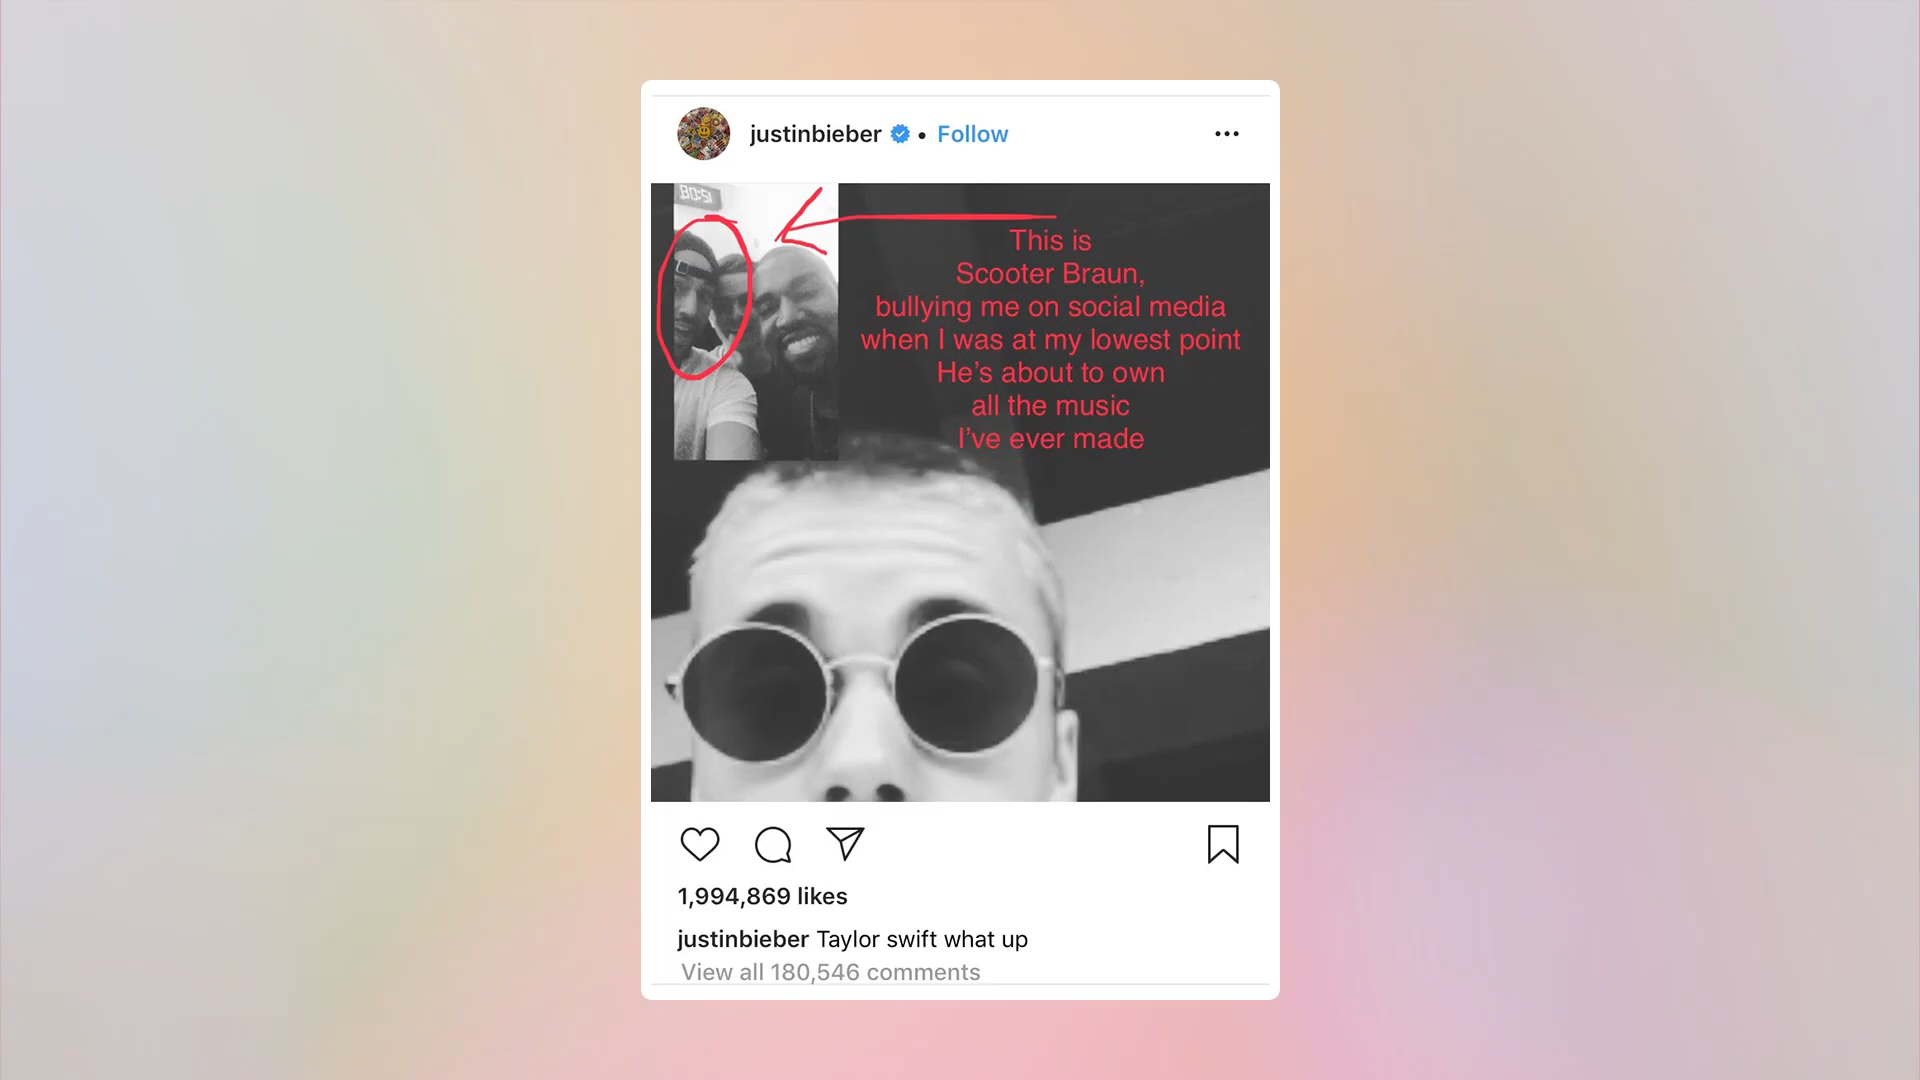 justinbieber • Follow
This is
Scooter Braun,
bullying me on social media
when I was at my lowest point
He's about to own
all the music
I've ever made
1,994,869 likes
justinbieber Taylor swift what up
View all 180,546 comments